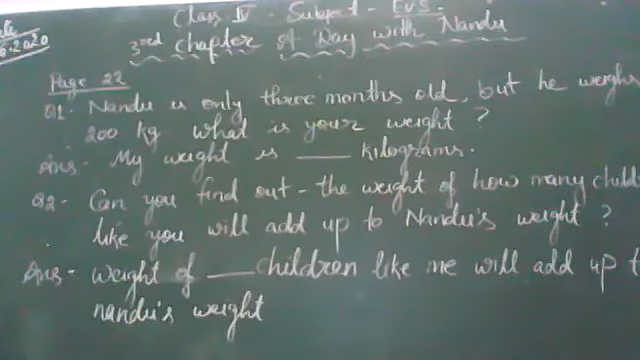 Class IV - Subject - EVS.
3rd chapter A Day with Nandu
Page 22
Q1- Nandu is only three months old, but he weighs
200 kg what is your weight ?
Ans - My weight is ____ kilograms.
Q2- Can you find out - the weight of how many child
like you will add up to Nandu's weight ?
Ans - weight of ____ children like me will add up t
nandu's weight